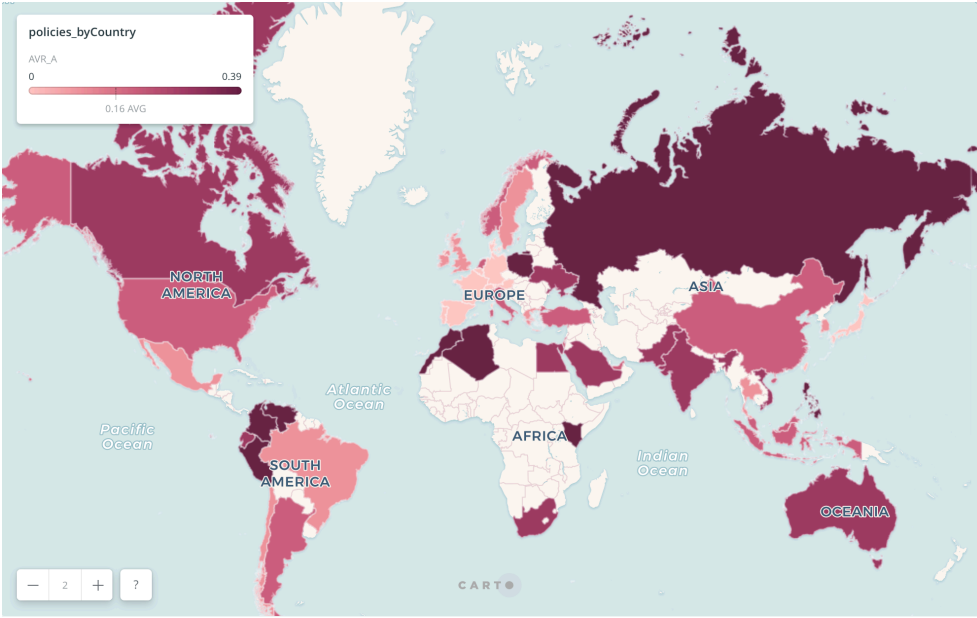 policies_byCountry
AVR_A
0 0.39
0.16 AVG
NORTH
AMERICA
EUROPE
ASIA
Atlantic
Ocean
Pacific
Ocean
AFRICA
Indian
Ocean
SOUTH
AMERICA
OCEANIA
− 2 + ?
CARTO